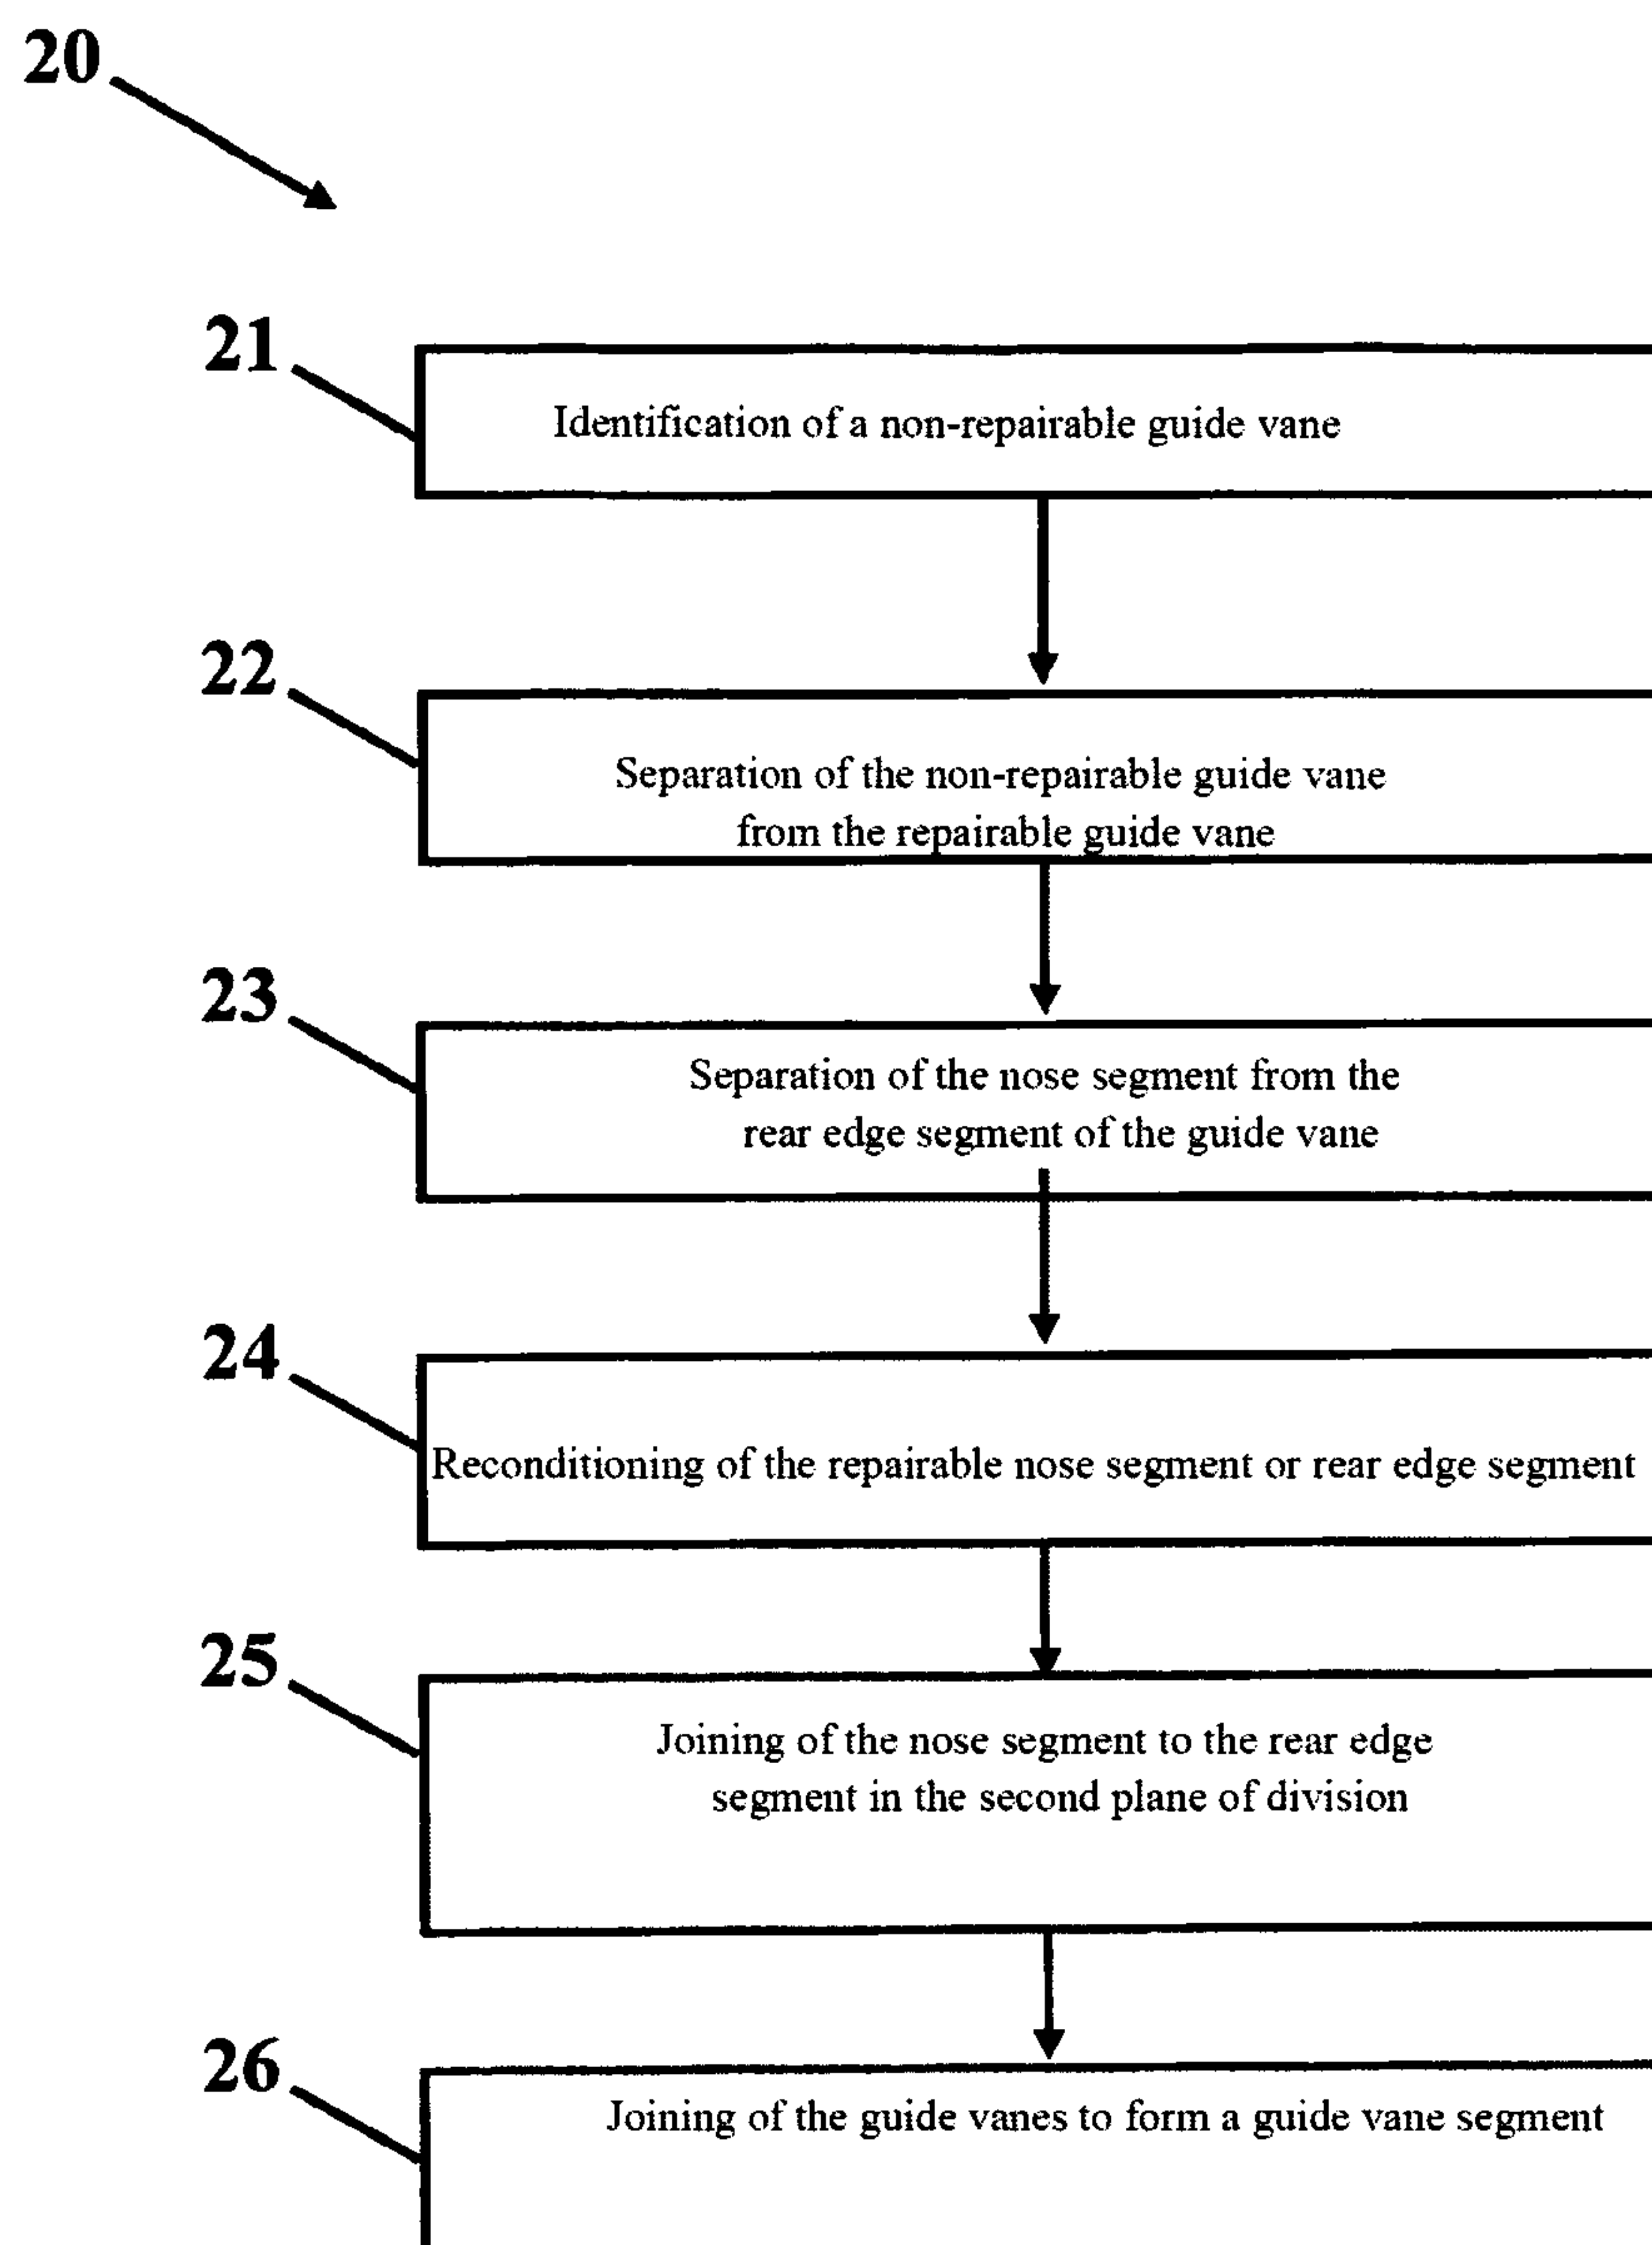 20
21
Identification of a non-repairable guide vane
22
Separation of the non-repairable guide vane
from the repairable guide vane
23
Separation of the nose segment from the
rear edge segment of the guide vane
24
Reconditioning of the repairable nose segment or rear edge segment
25
Joining of the nose segment to the rear edge
segment in the second plane of division
26
Joining of the guide vanes to form a guide vane segment